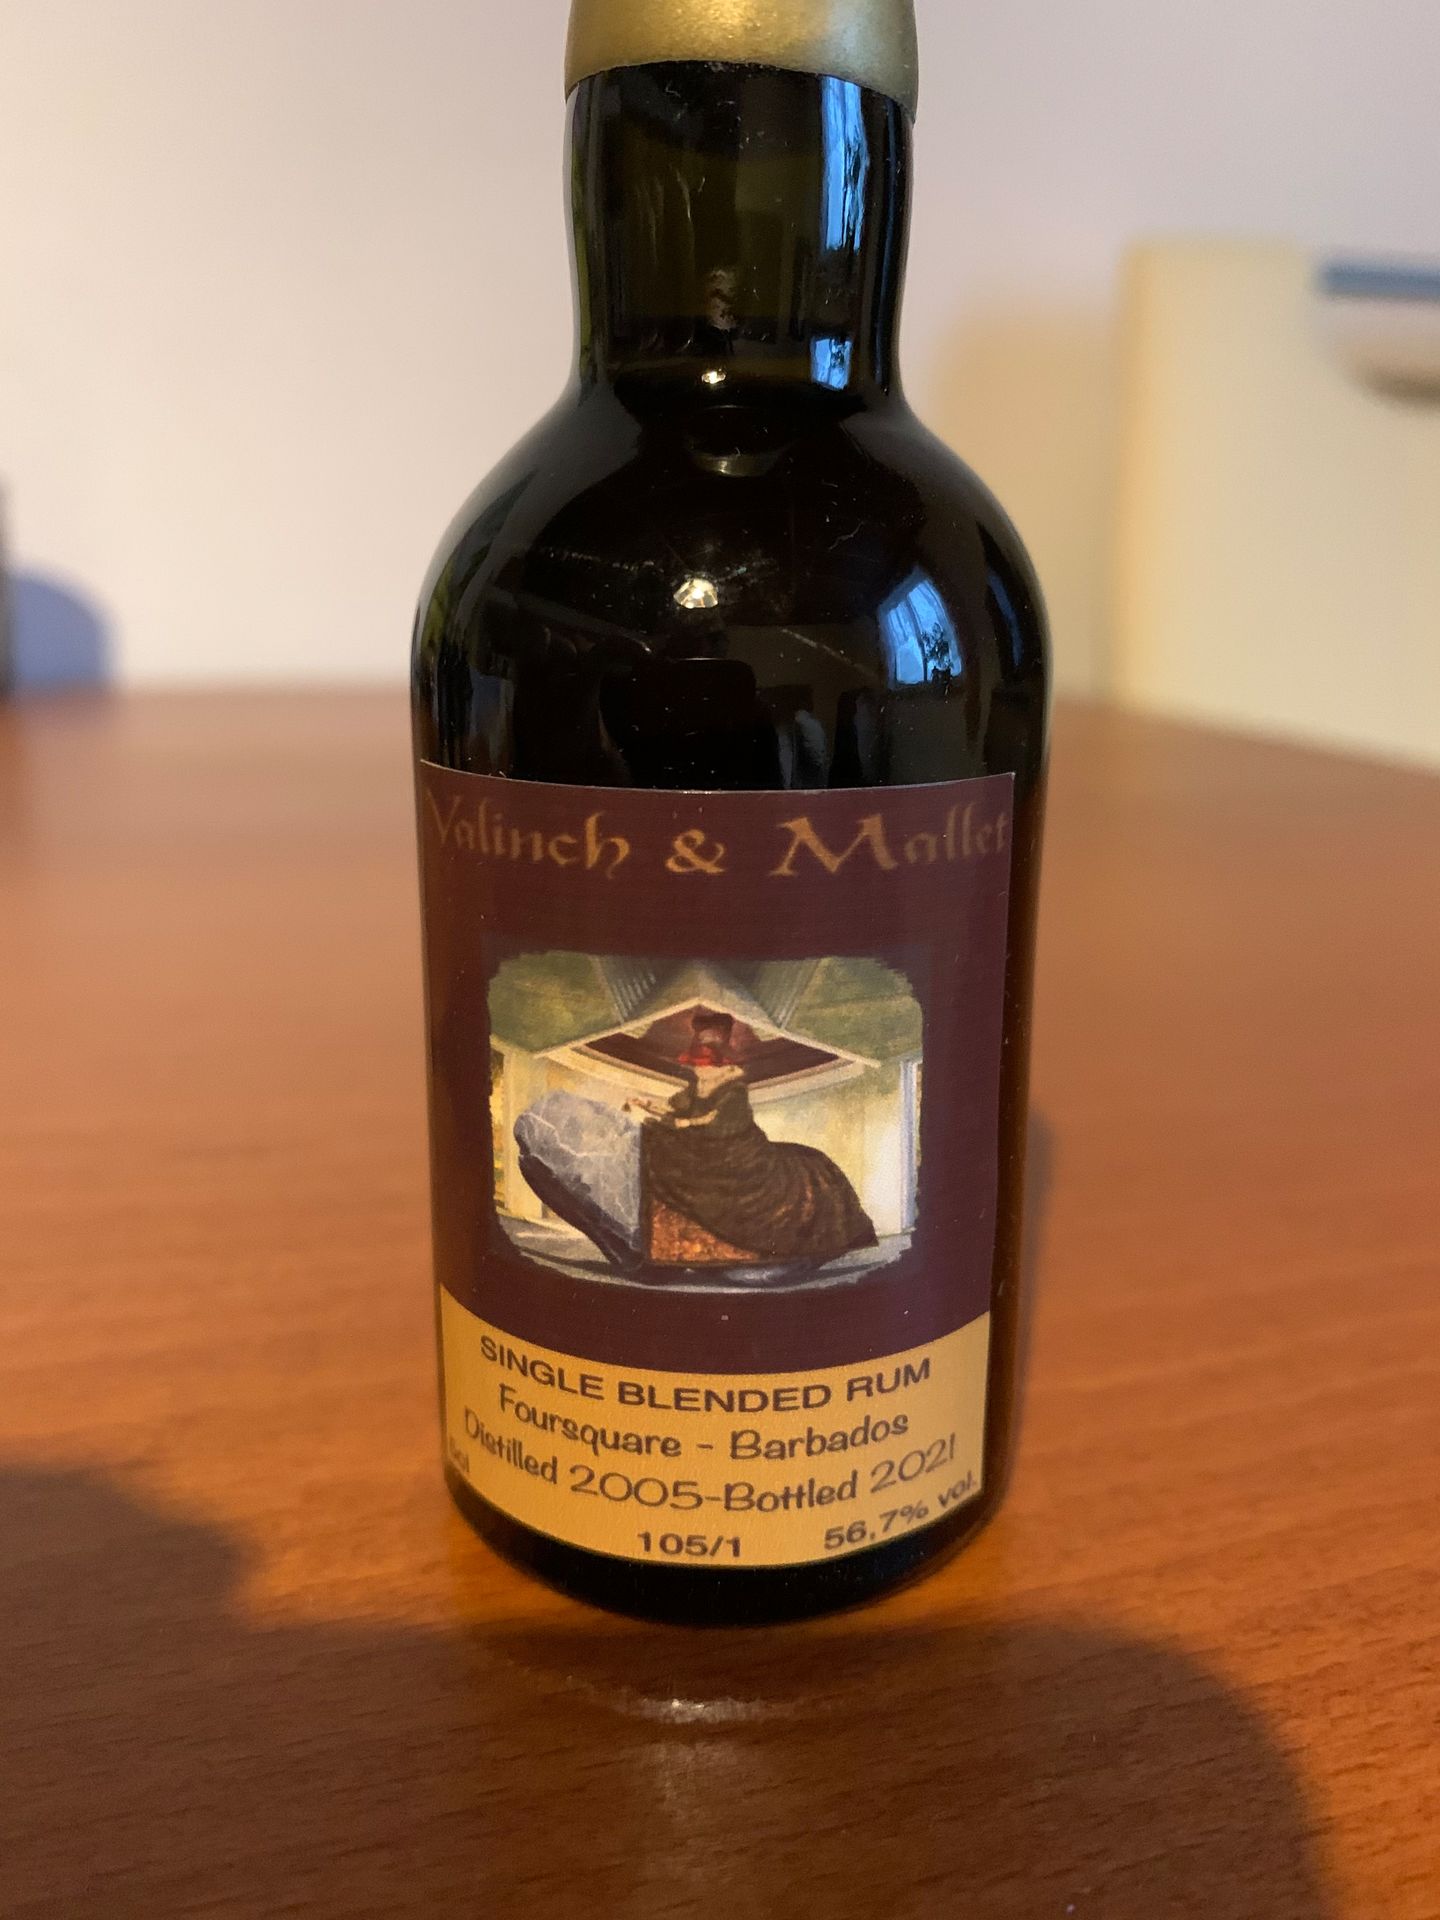 Valinch & Mallet
SINGLE BLENDED RUM
Foursquare - Barbados
Distilled 2005-Bottled 2021
105/1 56,7% vol.